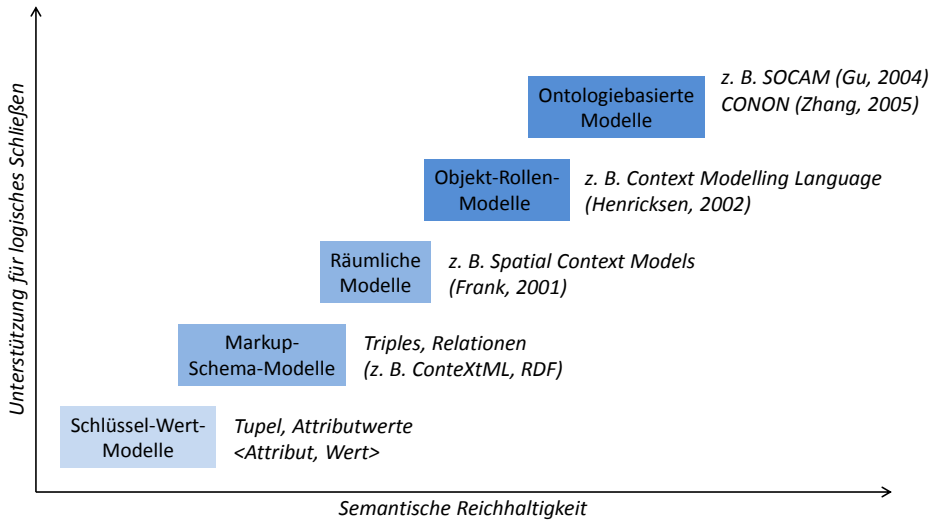 Unterstützung für logisches Schließen
Ontologiebasierte
Modelle
z. B. SOCAM (Gu, 2004)
CONON (Zhang, 2005)
Objekt-Rollen-
Modelle
z. B. Context Modelling Language
(Henricksen, 2002)
Räumliche
Modelle
z. B. Spatial Context Models
(Frank, 2001)
Markup-
Schema-Modelle
Triples, Relationen
(z. B. ConteXtML, RDF)
Schlüssel-Wert-
Modelle
Tupel, Attributwerte
<Attribut, Wert>
Semantische Reichhaltigkeit